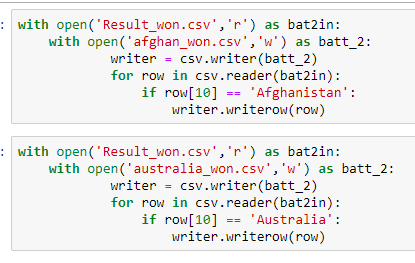 : with open('Result_won.csv','r') as bat2in:
with open('afghan_won.csv','w') as batt_2:
writer = csv.writer(batt_2)
for row in csv.reader(bat2in):
if row[10] == 'Afghanistan':
writer.writerow(row)
: with open('Result_won.csv','r') as bat2in:
with open('australia_won.csv','w') as batt_2:
writer = csv.writer(batt_2)
for row in csv.reader(bat2in):
if row[10] == 'Australia':
writer.writerow(row)